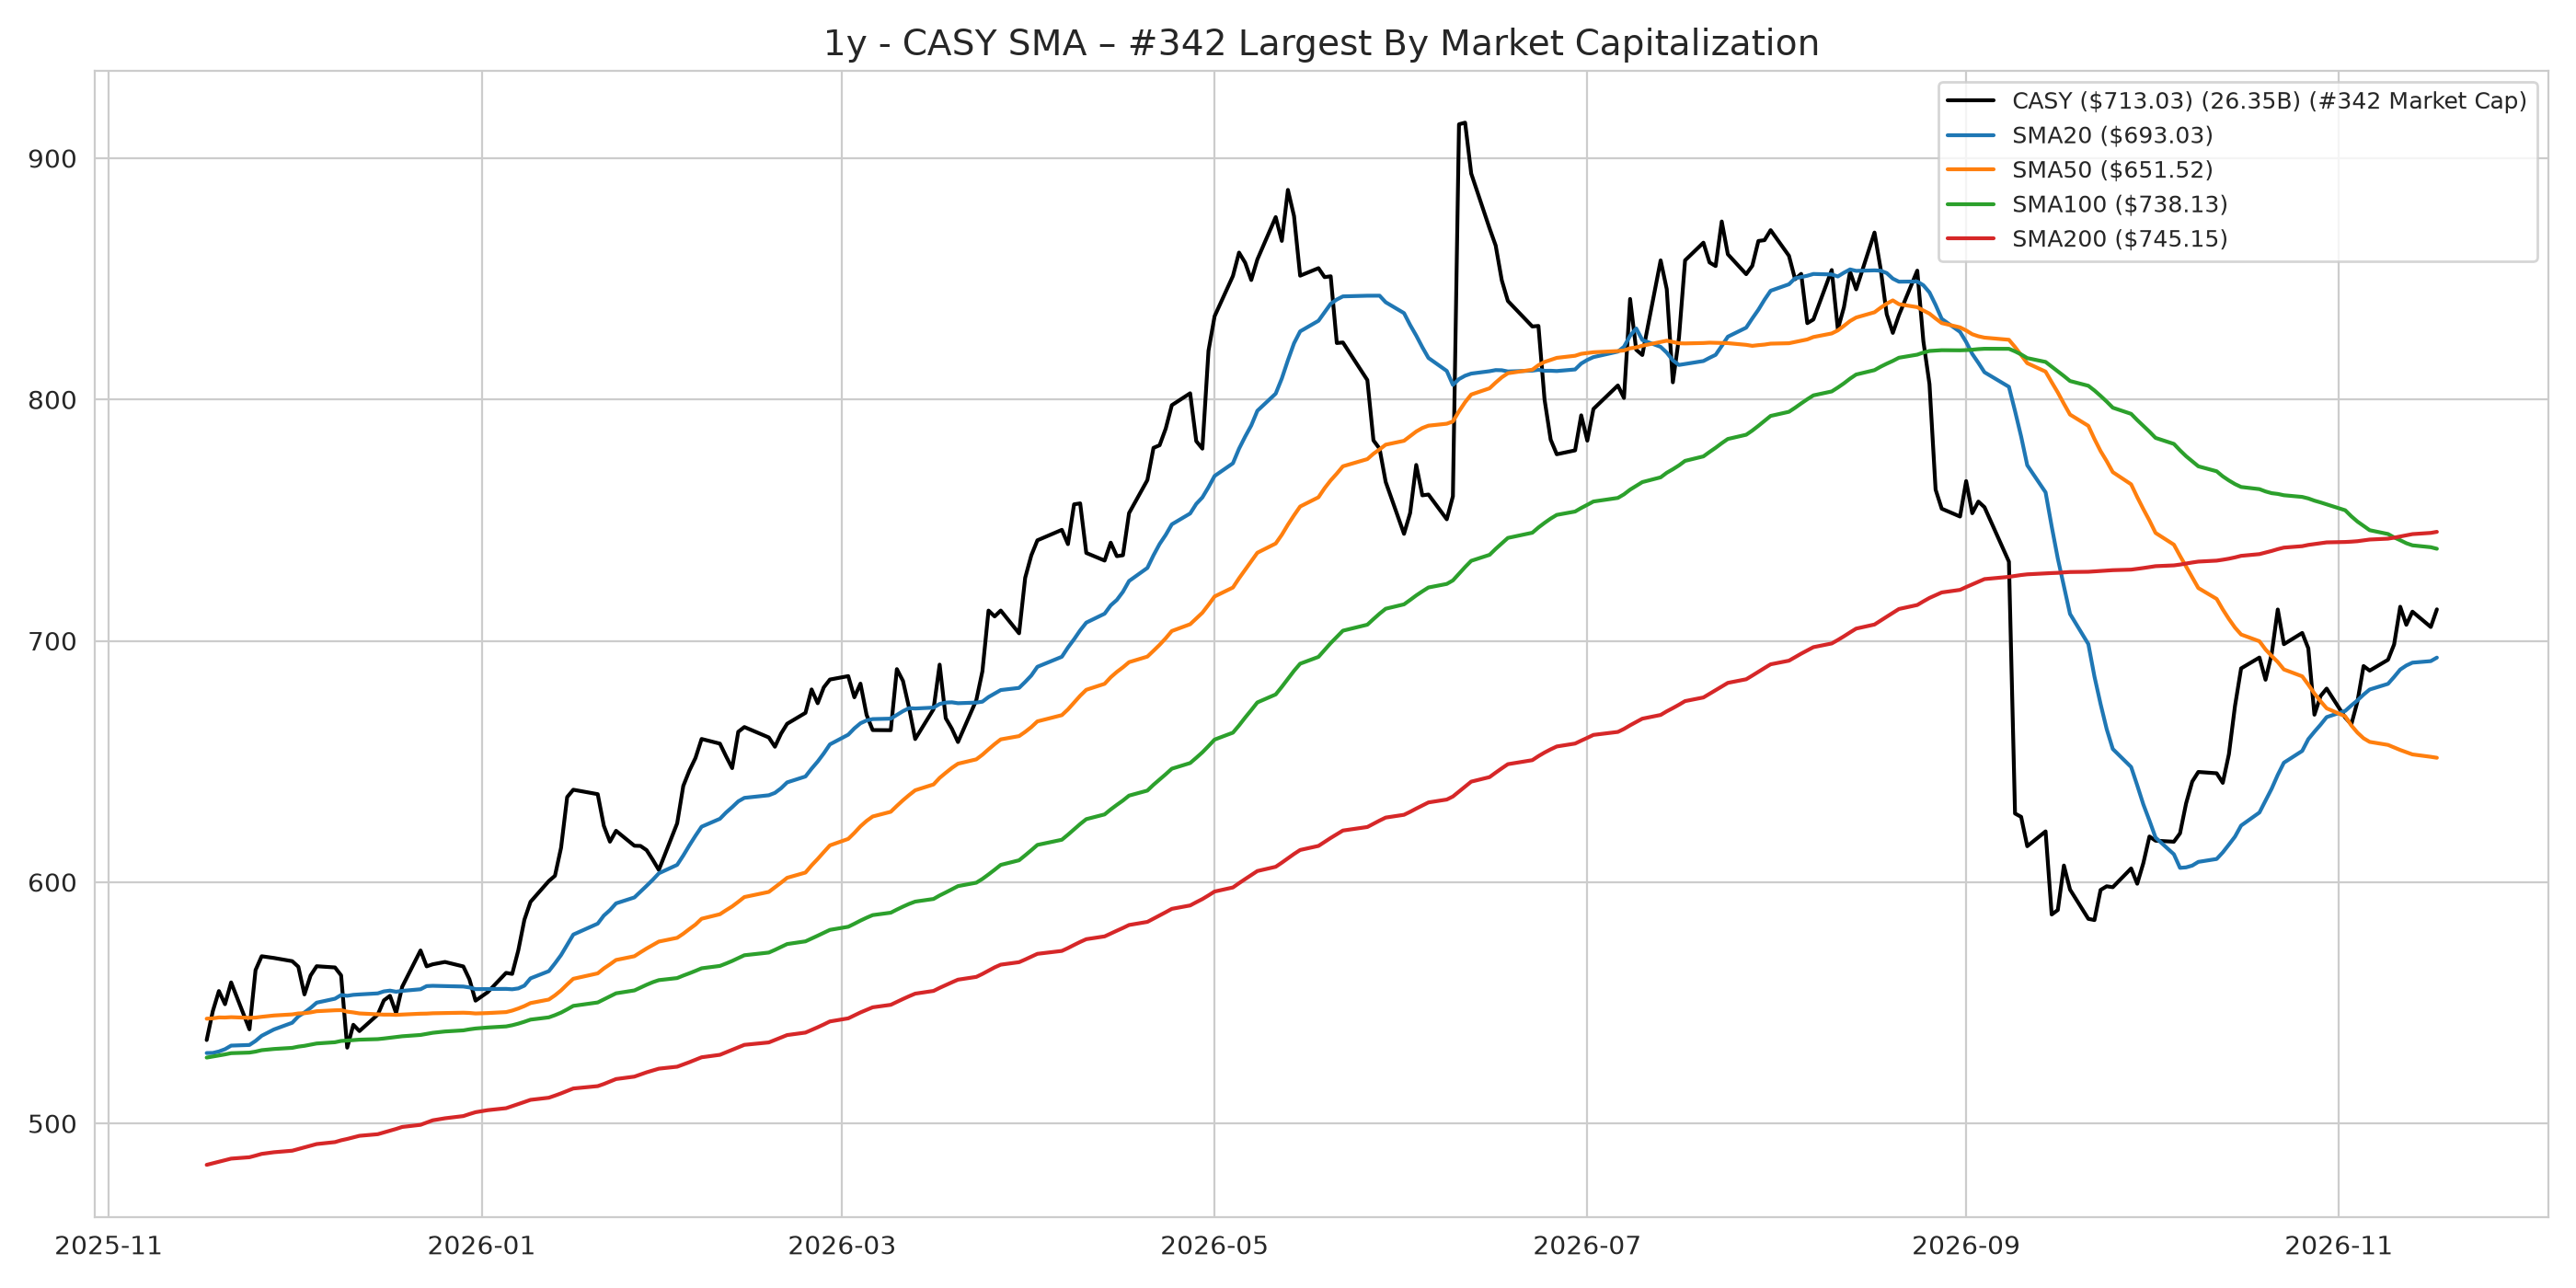 1y - CASY SMA – #342 Largest By Market Capitalization
CASY ($713.03) (26.35B) (#342 Market Cap)
SMA20 ($693.03)
SMA50 ($651.52)
SMA100 ($738.13)
SMA200 ($745.15)
900
800
700
600
500
2025-11
2026-01
2026-03
2026-05
2026-07
2026-09
2026-11